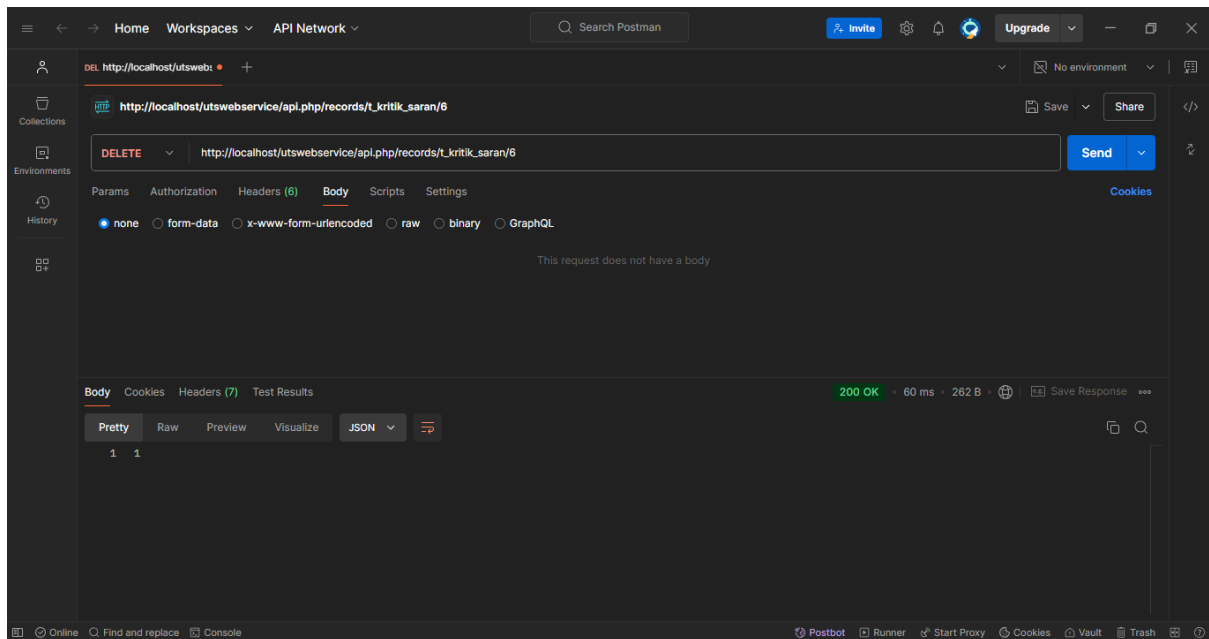 Home Workspaces API Network Search Postman Invite Upgrade
DEL http://localhost/utswebs No environment
HTTP http://localhost/utswebservice/api.php/records/t_kritik_saran/6 Save Share
Collections
DELETE http://localhost/utswebservice/api.php/records/t_kritik_saran/6 Send
Environments
Params Authorization Headers (6) Body Scripts Settings Cookies
History
none form-data x-www-form-urlencoded raw binary GraphQL
This request does not have a body
Body Cookies Headers (7) Test Results 200 OK 60 ms 262 B Save Response
Pretty Raw Preview Visualize JSON
1 1
Online Find and replace Console Postbot Runner Start Proxy Cookies Vault Trash